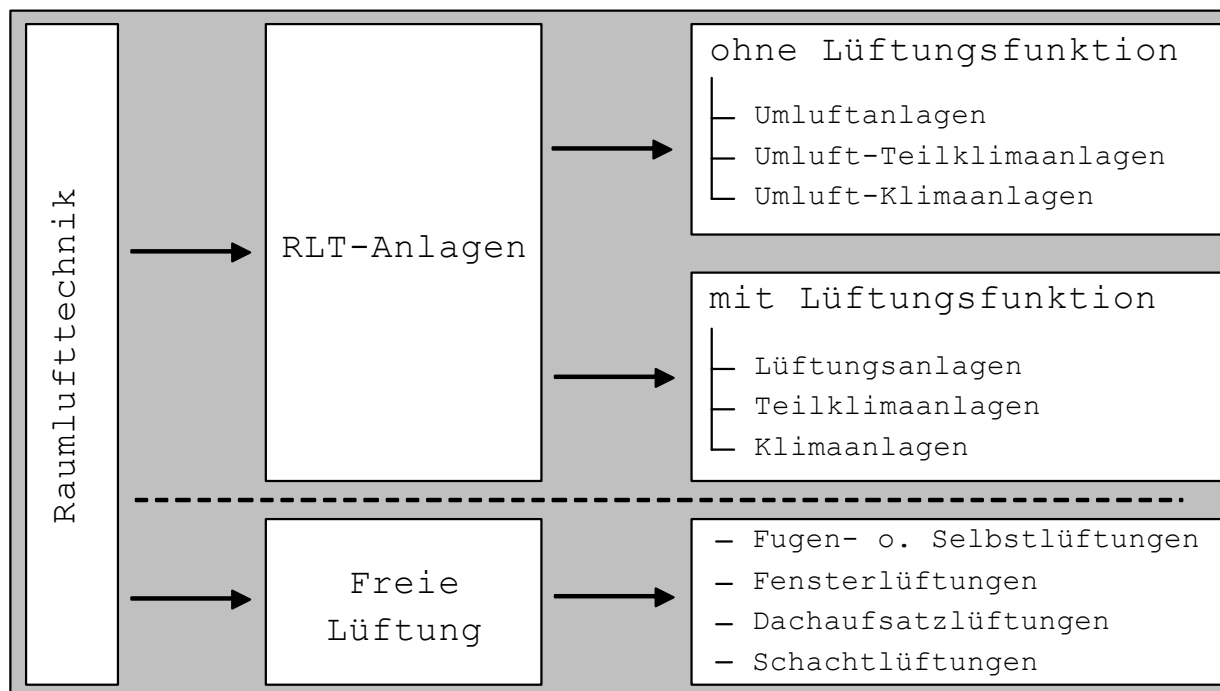 Raumlufttechnik
RLT-Anlagen
ohne Lüftungsfunktion
Umluftanlagen
Umluft-Teilklimaanlagen
Umluft-Klimaanlagen
mit Lüftungsfunktion
Lüftungsanlagen
Teilklimaanlagen
Klimaanlagen
Freie
Lüftung
– Fugen- o. Selbstlüftungen
– Fensterlüftungen
– Dachaufsatzlüftungen
– Schachtlüftungen